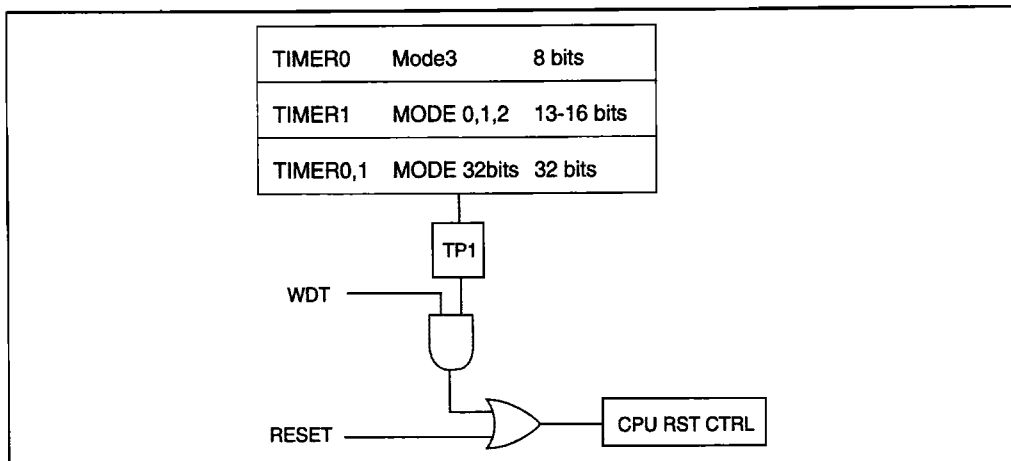 TIMER0 Mode3 8 bits
TIMER1 MODE 0,1,2 13-16 bits
TIMER0,1 MODE 32bits 32 bits
TP1
WDT
RESET
CPU RST CTRL